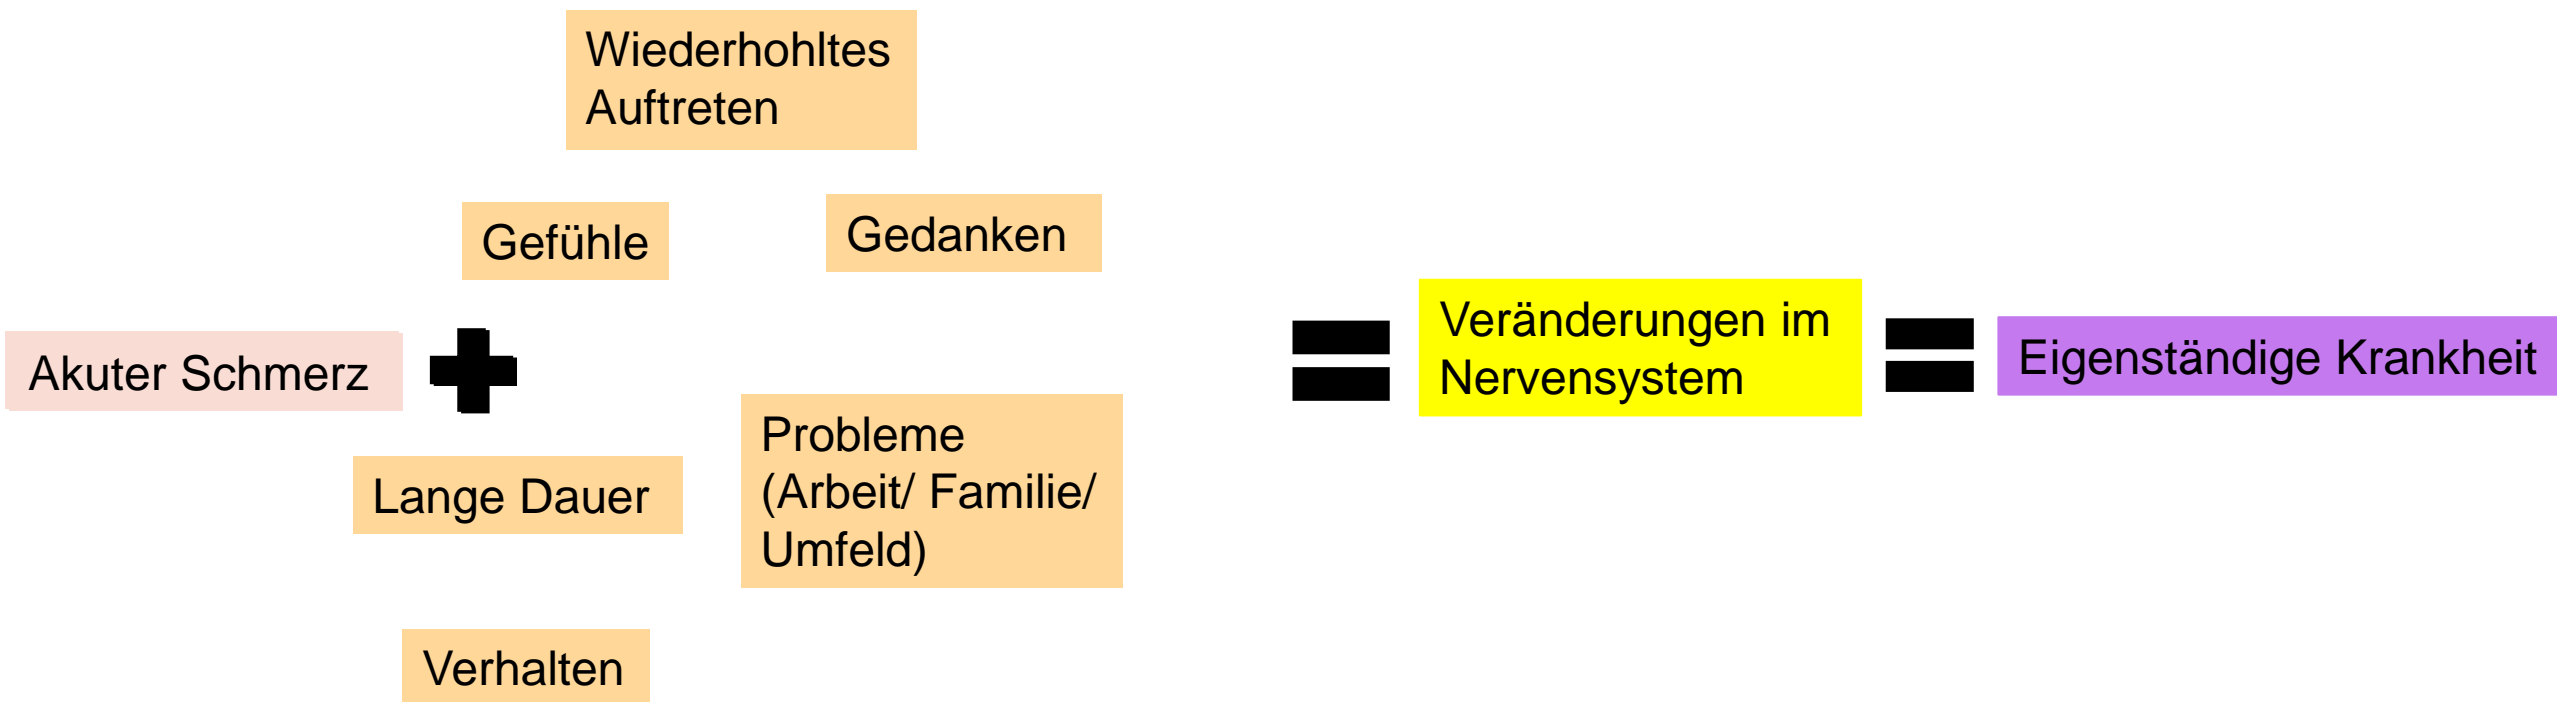 Wiederhohltes
Auftreten
Gefühle
Gedanken
Akuter Schmerz
Lange Dauer
Probleme
(Arbeit/ Familie/
Umfeld)
Verhalten
Veränderungen im
Nervensystem
Eigenständige Krankheit